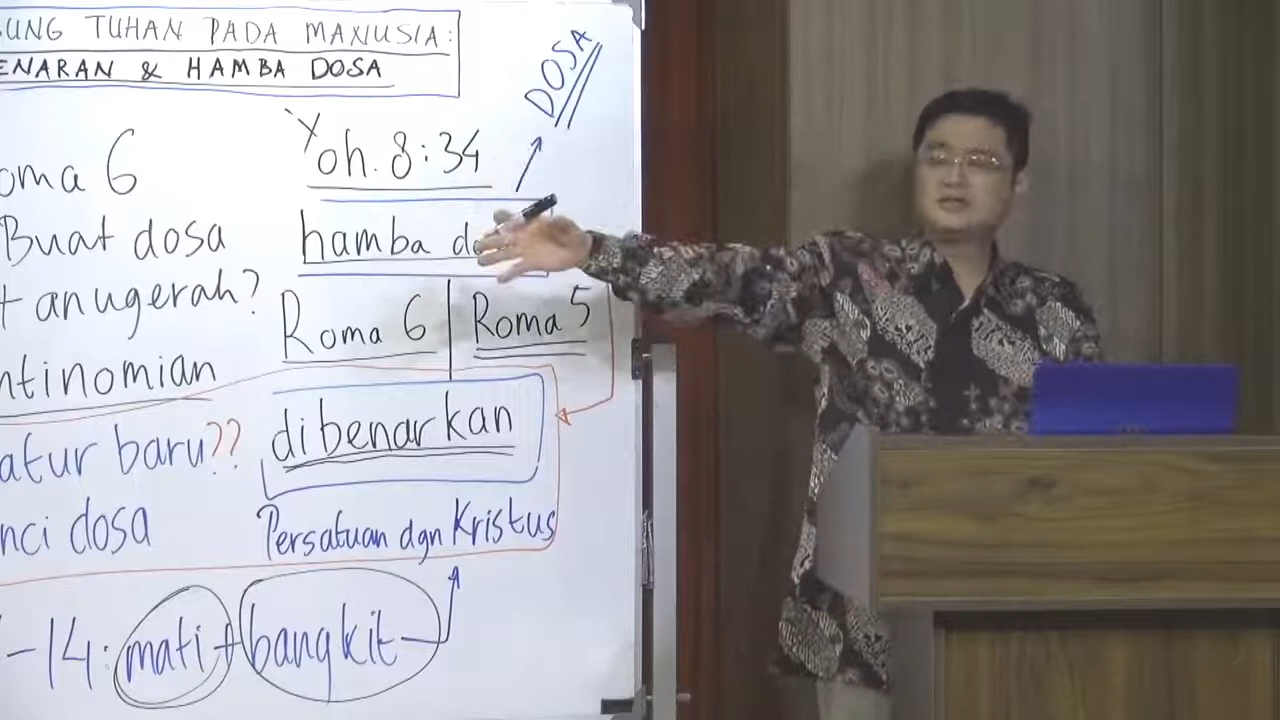 UNG TUHAN PADA MANUSIA:
ENARAN & HAMBA DOSA
DOSA
oma 6
Yoh. 8:34
Buat dosa
hamba do
t anugerah?
Roma 6 | Roma 5
ntinomian
dibenarkan
atur baru??
nci dosa
Persatuan dgn Kristus
-14: mati + bangkit